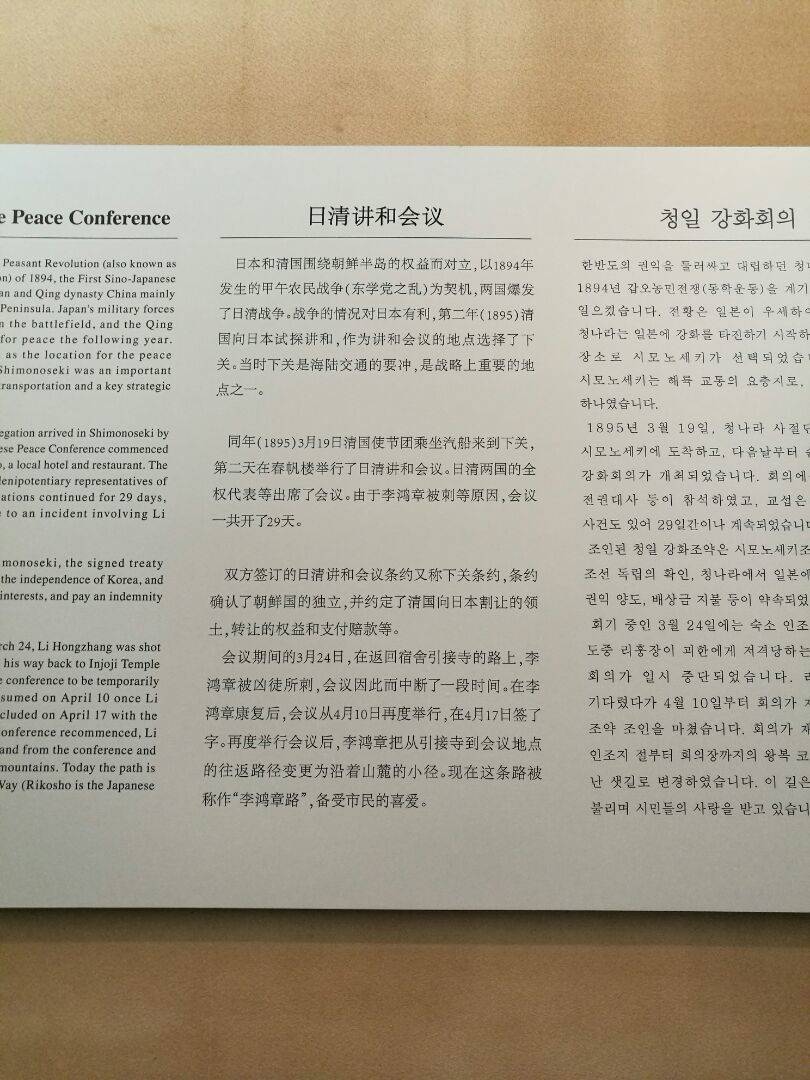 Peace Conference
Peasant Revolution (also known as
of 1894, the First Sino-Japanese
and Qing dynasty China mainly
Peninsula. Japan's military forces
the battlefield, and the Qing
for peace the following year.
as the location for the peace
Shimonoseki was an important
transportation and a key strategic
arrived in Shimonoseki by
Peace Conference commenced
a local hotel and restaurant. The
plenipotentiary representatives of
continued for 29 days,
to an incident involving Li
the signed treaty
the independence of Korea, and
interests, and pay an indemnity
24, Li Hongzhang was shot
his way back to Injoji Temple
conference to be temporarily
on April 10 once Li
on April 17 with the
conference recommenced, Li
and from the conference and
mountains. Today the path is
Way (Rikosho is the Japanese
日清讲和会议
日本和清国围绕朝鲜半岛的权益而对立,以1894年
发生的甲午农民战争(东学党之乱)为契机,两国爆发
了日清战争。战争的情况对日本有利,第二年(1895)清
国向日本试探讲和,作为讲和会议的地点选择了下
关。当时下关是海陆交通的要冲,是战略上重要的地
点之一。
同年(1895)3月19日清国使节团乘坐汽船来到下关,
第二天在春帆楼举行了日清讲和会议。日清两国的全
权代表等出席了会议。由于李鸿章被刺等原因,会议
一共开了29天。
双方签订的日清讲和会议条约又称下关条约,条约
确认了朝鲜国的独立,并约定了清国向日本割让的领
土,转让的权益和支付赔款等。
会议期间的3月24日,在返回宿舍引接寺的路上,李
鸿章被凶徒所刺,会议因此而中断了一段时间。在李
鸿章康复后,会议从4月10日再度举行,在4月17日签了
字。再度举行会议后,李鸿章把从引接寺到会议地点
的往返路径变更为沿着山麓的小径。现在这条路被
称作“李鸿章路”,备受市民的喜爱。
청일 강화회의
한반도의 권익을 둘러싸고 대립하던
1894년 갑오농민전쟁(동학운동)을 계기
일으켰습니다. 전황은 일본이 우세하
청나라는 일본에 강화를 타진하기 시작하
장소로 시모노세키가 선택되었습
시모노세키는 해륙 교통의 요충지로,
하나였습니다.
1895년 3월 19일, 청나라 사절단
시모노세키에 도착하고, 다음날부터
강화회의가 개최되었습니다. 회의에
전권대사 등이 참석하였고, 교섭은
사건도 있어 29일간이나 계속되었습니
조인된 청일 강화조약은 시모노세키조
조선 독립의 확인, 청나라에서 일본에
권익 양도, 배상금 지불 등이 약속되었
회기 중인 3월 24일에는 숙소 인조
도중 리홍장이 괴한에게 저격당하는
회의가 일시 중단되었습니다.
기다렸다가 4월 10일부터 회의가
조약 조인을 마쳤습니다. 회의가
인조지 절부터 회의장까지의 왕복
난 샛길로 변경하였습니다. 이 길은
불리며 시민들의 사랑을 받고 있습니